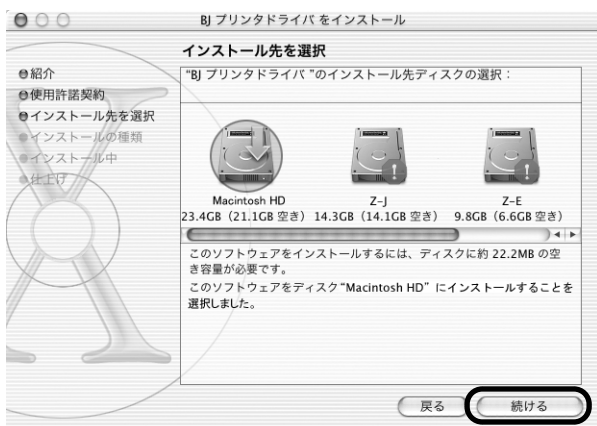 BJ プリンタドライバ をインストール
インストール先を選択
紹介
使用許諾契約
インストール先を選択
インストールの種類
インストール中
仕上げ
"BJ プリンタドライバ "のインストール先ディスクの選択：
Macintosh HD
23.4GB（21.1GB 空き）
Z-J
14.3GB（14.1GB 空き）
Z-E
9.8GB（6.6GB 空き）
このソフトウェアをインストールするには、ディスクに約 22.2MB の空
き容量が必要です。
このソフトウェアをディスク"Macintosh HD" にインストールすることを
選択しました。
戻る
続ける